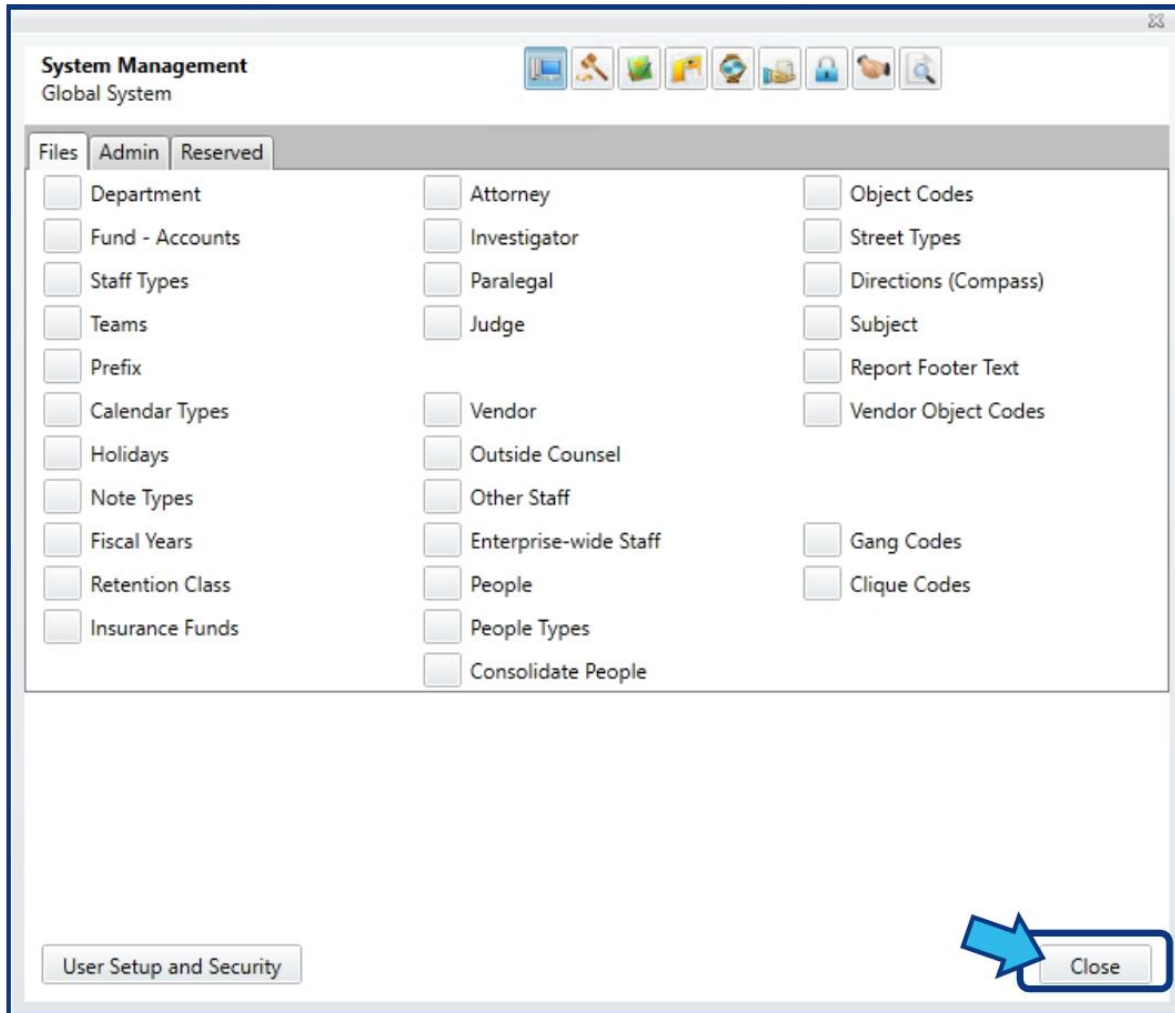 System Management
Global System
Files Admin Reserved
Department Attorney Object Codes
Fund - Accounts Investigator Street Types
Staff Types Paralegal Directions (Compass)
Teams Judge Subject
Prefix Report Footer Text
Calendar Types Vendor Vendor Object Codes
Holidays Outside Counsel
Note Types Other Staff
Fiscal Years Enterprise-wide Staff Gang Codes
Retention Class People Clique Codes
Insurance Funds People Types
Consolidate People
User Setup and Security Close